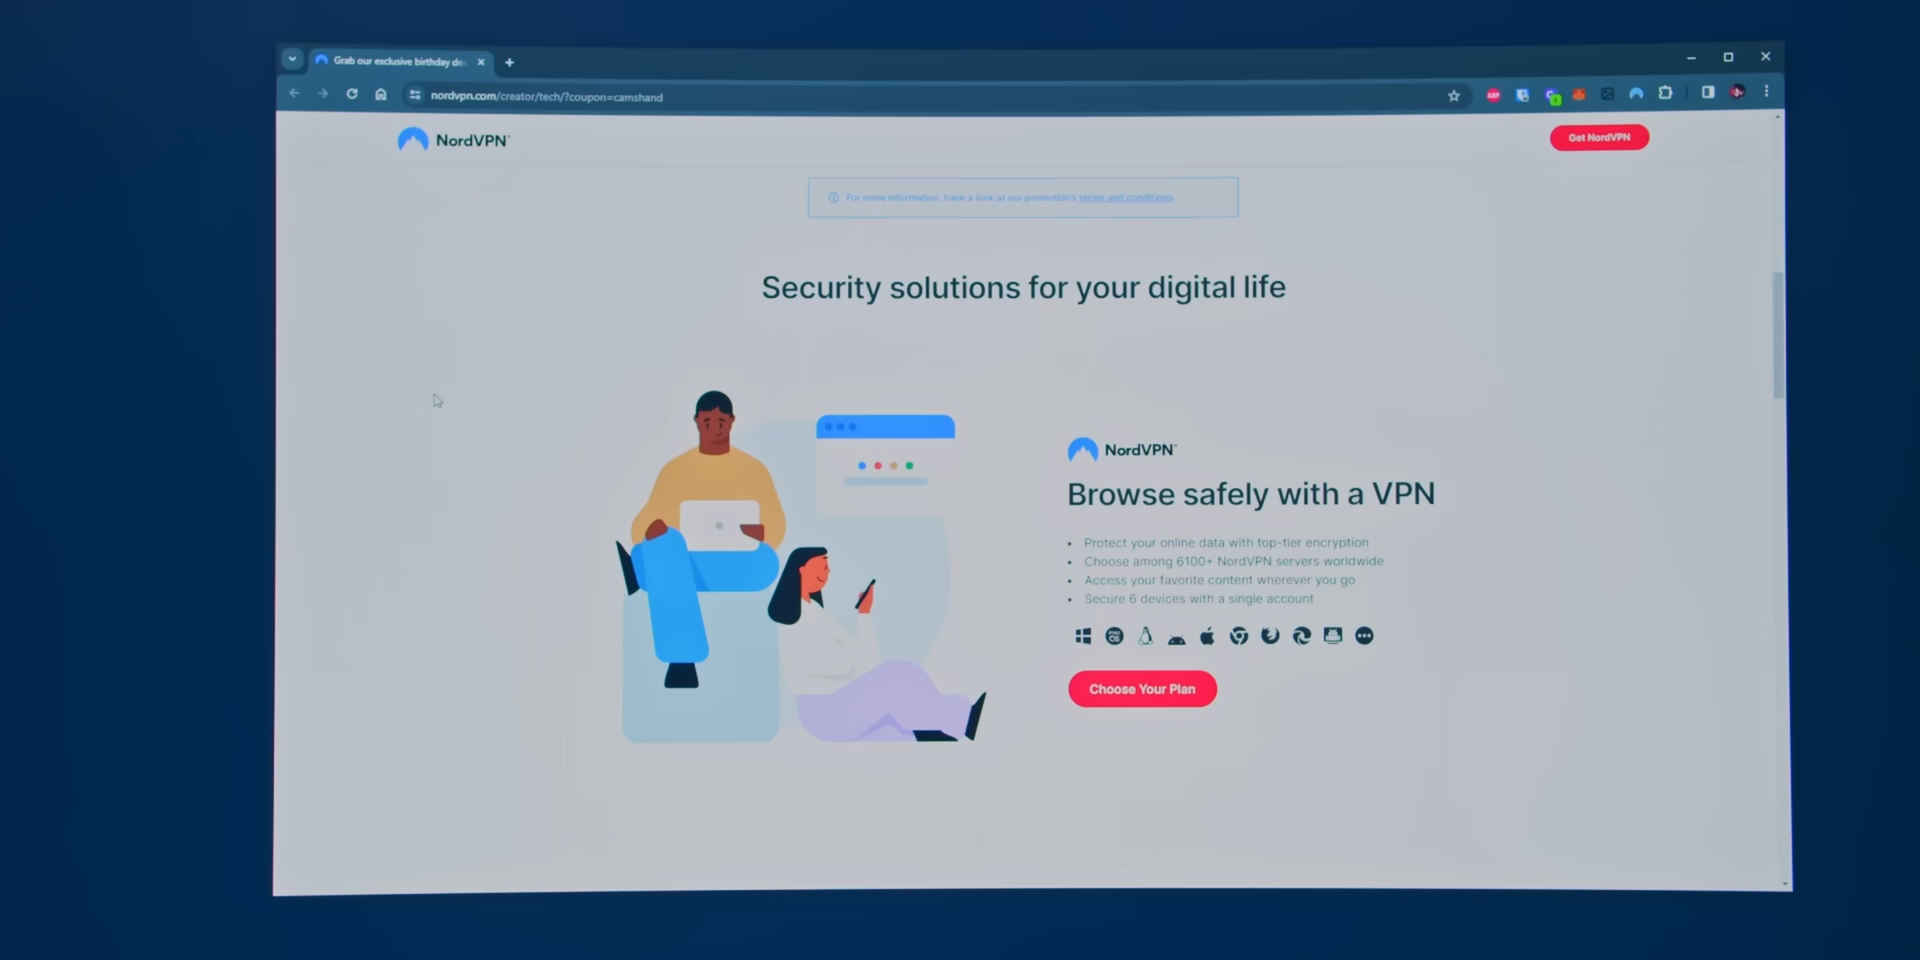 Grab our exclusive birthday de
nordvpn.com/creator/tech/?coupon=camshand
NordVPN
Get NordVPN
For more information, have a look at our promotion's terms and conditions.
Security solutions for your digital life
NordVPN
Browse safely with a VPN
• Protect your online data with top-tier encryption
• Choose among 6100+ NordVPN servers worldwide
• Access your favorite content wherever you go
• Secure 6 devices with a single account
Choose Your Plan